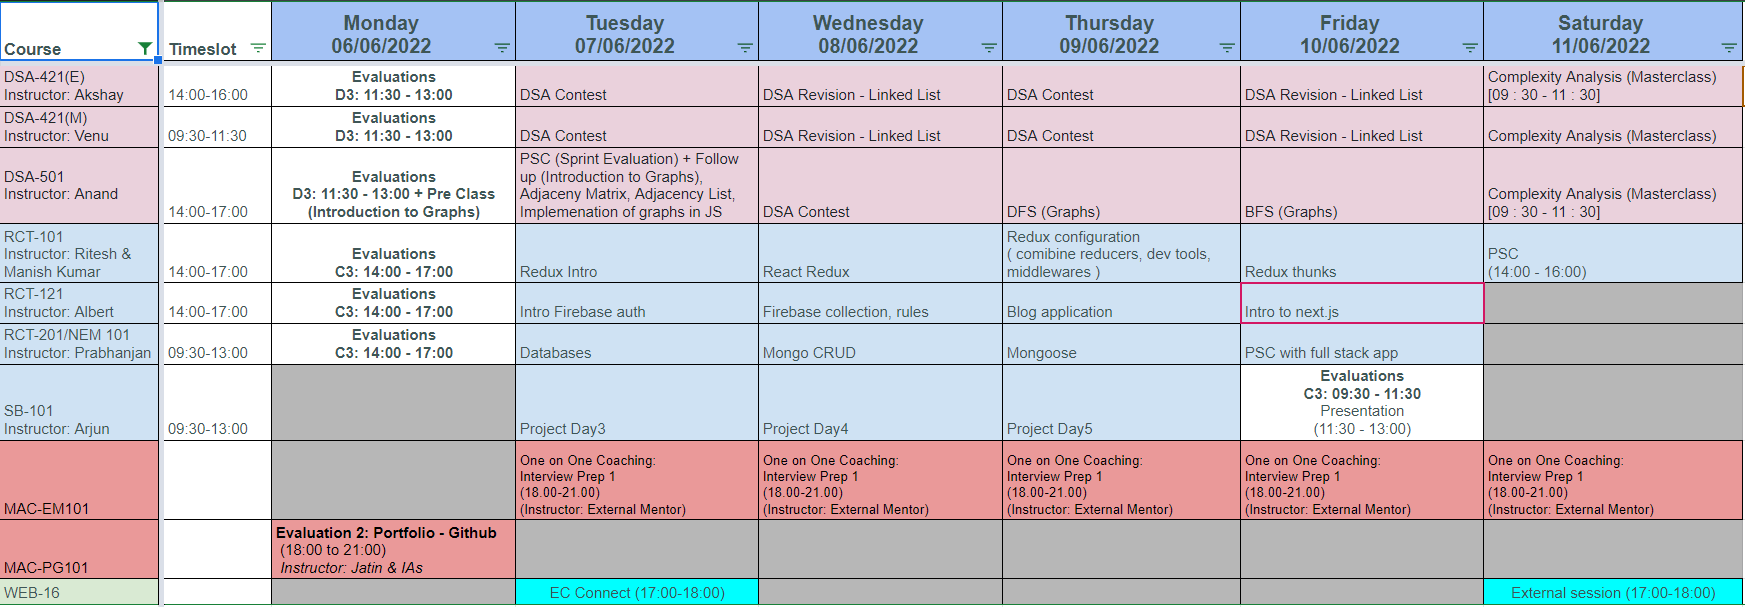 Course
Timeslot
Monday
06/06/2022
Tuesday
07/06/2022
Wednesday
08/06/2022
Thursday
09/06/2022
Friday
10/06/2022
Saturday
11/06/2022
DSA-421(E)
Instructor: Akshay
14:00-16:00
Evaluations
D3: 11:30 - 13:00
DSA Contest
DSA Revision - Linked List
DSA Contest
DSA Revision - Linked List
Complexity Analysis (Masterclass)
[09 : 30 - 11 : 30]
DSA-421(M)
Instructor: Venu
09:30-11:30
Evaluations
D3: 11:30 - 13:00
DSA Contest
DSA Revision - Linked List
DSA Contest
DSA Revision - Linked List
Complexity Analysis (Masterclass)
DSA-501
Instructor: Anand
14:00-17:00
Evaluations
D3: 11:30 - 13:00 + Pre Class
(Introduction to Graphs)
PSC (Sprint Evaluation) + Follow
up (Introduction to Graphs),
Adjaceny Matrix, Adjacency List,
Implemenation of graphs in JS
DSA Contest
DFS (Graphs)
BFS (Graphs)
Complexity Analysis (Masterclass)
[09 : 30 - 11 : 30]
RCT-101
Instructor: Ritesh &
Manish Kumar
14:00-17:00
Evaluations
C3: 14:00 - 17:00
Redux Intro
React Redux
Redux configuration
( comibine reducers, dev tools,
middlewares )
Redux thunks
PSC
(14:00 - 16:00)
RCT-121
Instructor: Albert
14:00-17:00
Evaluations
C3: 14:00 - 17:00
Intro Firebase auth
Firebase collection, rules
Blog application
Intro to next.js
RCT-201/NEM 101
Instructor: Prabhanjan
09:30-13:00
Evaluations
C3: 14:00 - 17:00
Databases
Mongo CRUD
Mongoose
PSC with full stack app
SB-101
Instructor: Arjun
09:30-13:00
Project Day3
Project Day4
Project Day5
Evaluations
C3: 09:30 - 11:30
Presentation
(11:30 - 13:00)
MAC-EM101
One on One Coaching:
Interview Prep 1
(18.00-21.00)
(Instructor: External Mentor)
One on One Coaching:
Interview Prep 1
(18.00-21.00)
(Instructor: External Mentor)
One on One Coaching:
Interview Prep 1
(18.00-21.00)
(Instructor: External Mentor)
One on One Coaching:
Interview Prep 1
(18.00-21.00)
(Instructor: External Mentor)
One on One Coaching:
Interview Prep 1
(18.00-21.00)
(Instructor: External Mentor)
MAC-PG101
Evaluation 2: Portfolio - Github
(18:00 to 21:00)
Instructor: Jatin & IAs
WEB-16
EC Connect (17:00-18:00)
External session (17:00-18:00)